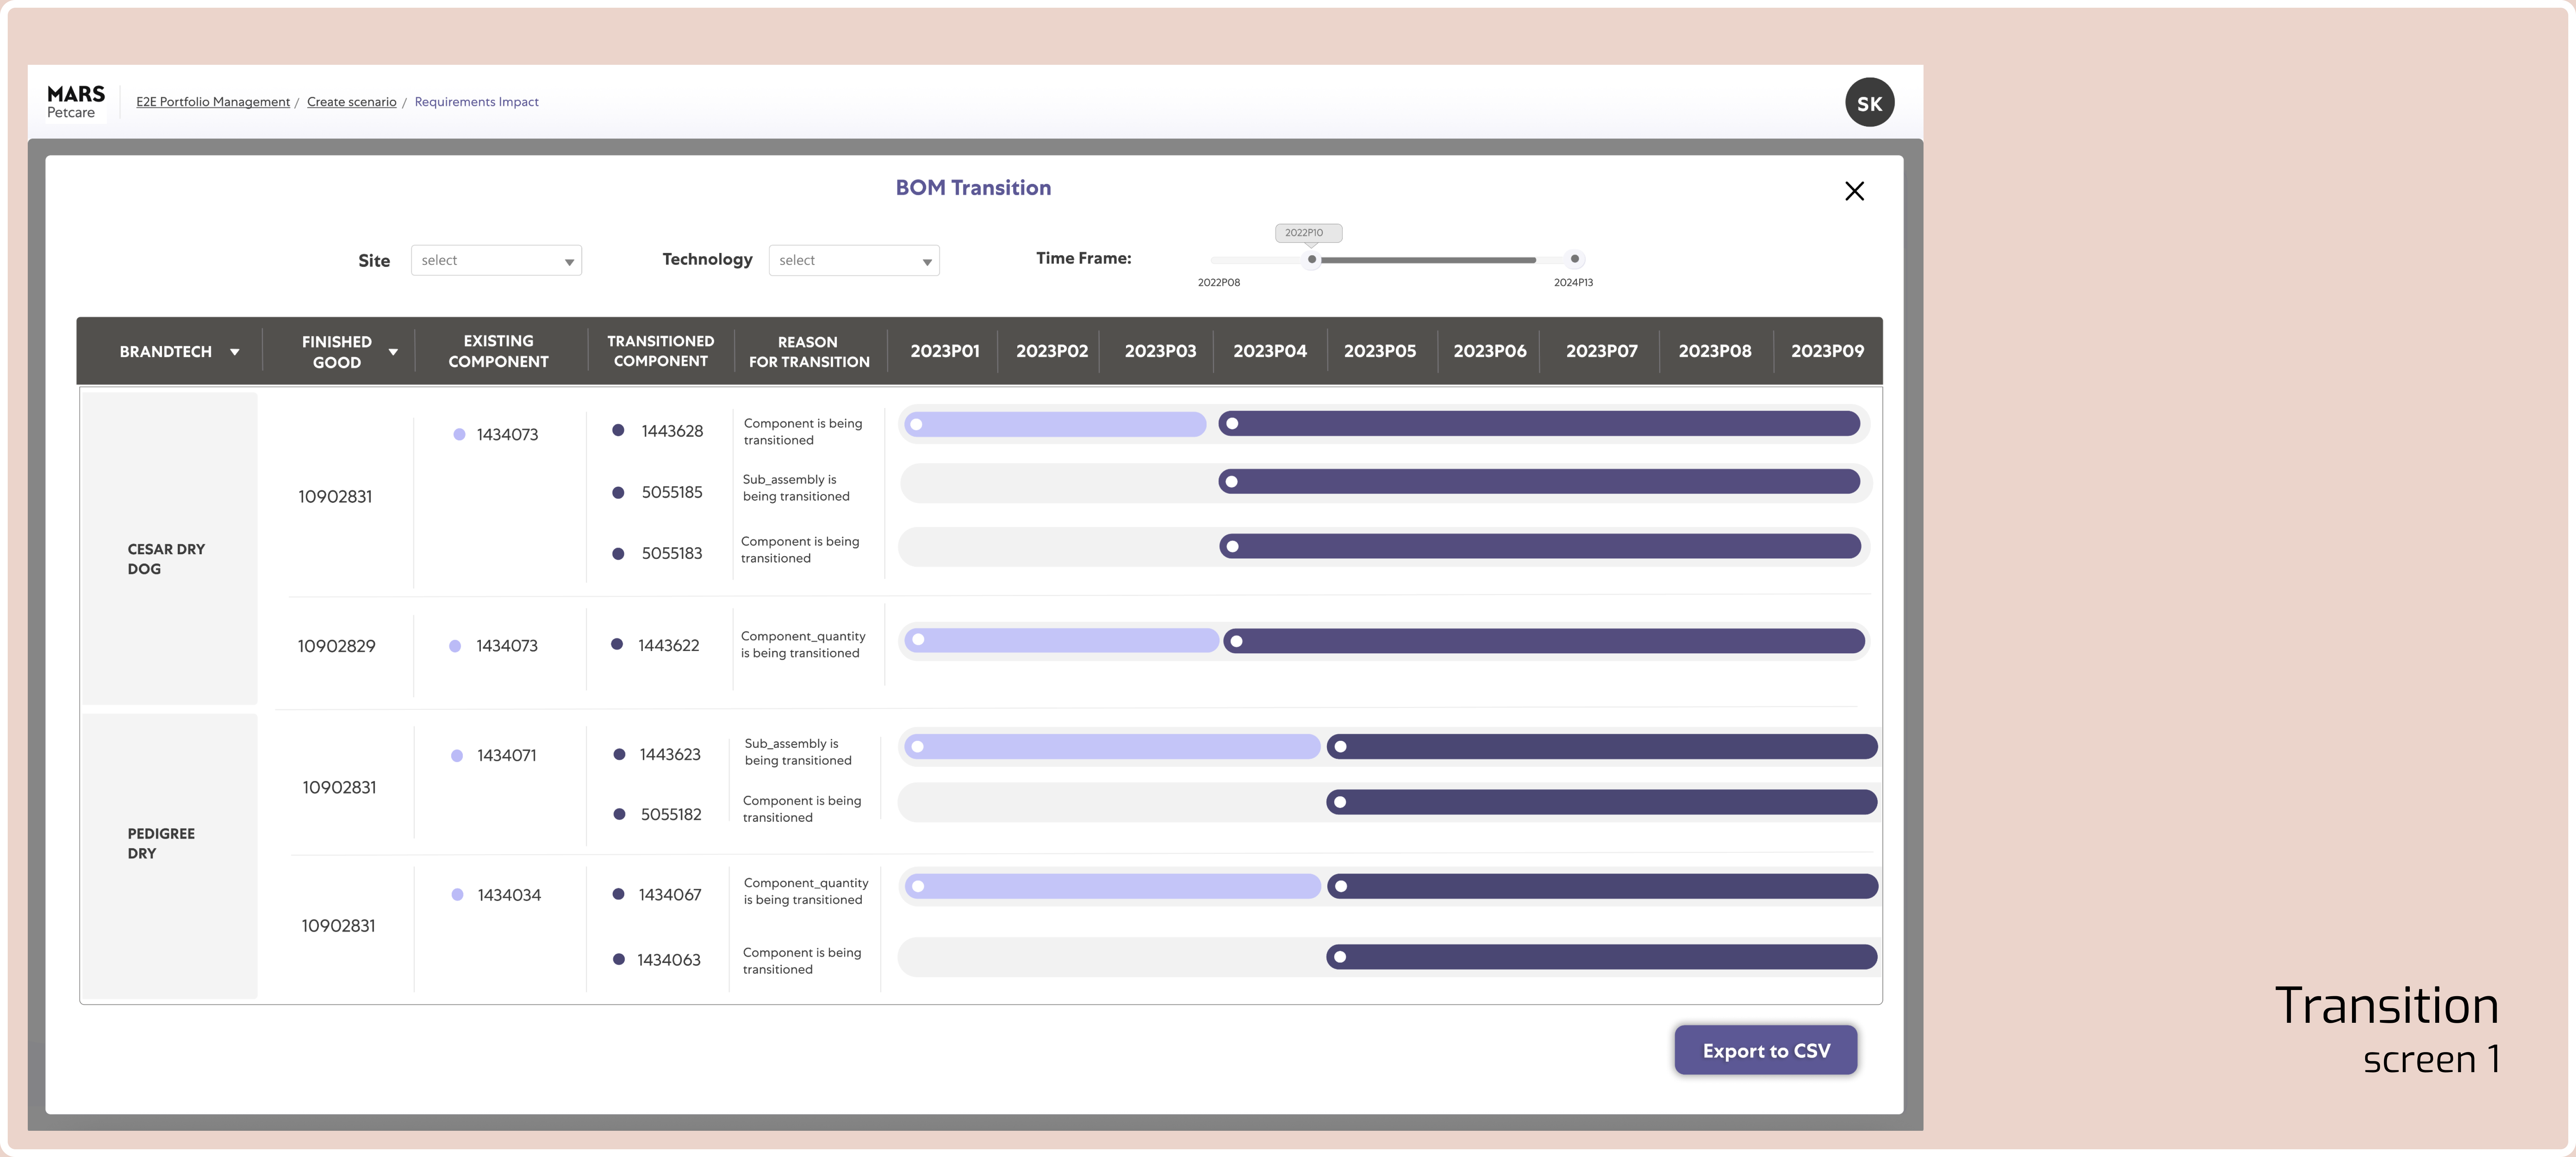 MARS
Petcare
E2E Portfolio Management / Create scenario / Requirements Impact
SK
BOM Transition
Site select
Technology select
Time Frame:
2022P10
2022P08
2024P13
BRANDTECH
FINISHED
GOOD
EXISTING
COMPONENT
TRANSITIONED
COMPONENT
REASON
FOR TRANSITION
2023P01
2023P02
2023P03
2023P04
2023P05
2023P06
2023P07
2023P08
2023P09
CESAR DRY
DOG
10902831
1434073
1443628
Component is being
transitioned
5055185
Sub_assembly is
being transitioned
5055183
Component is being
transitioned
10902829
1434073
1443622
Component_quantity
is being transitioned
PEDIGREE
DRY
10902831
1434071
1443623
Sub_assembly is
being transitioned
5055182
Component is being
transitioned
10902831
1434034
1434067
Component_quantity
is being transitioned
1434063
Component is being
transitioned
Export to CSV
Transition
screen 1